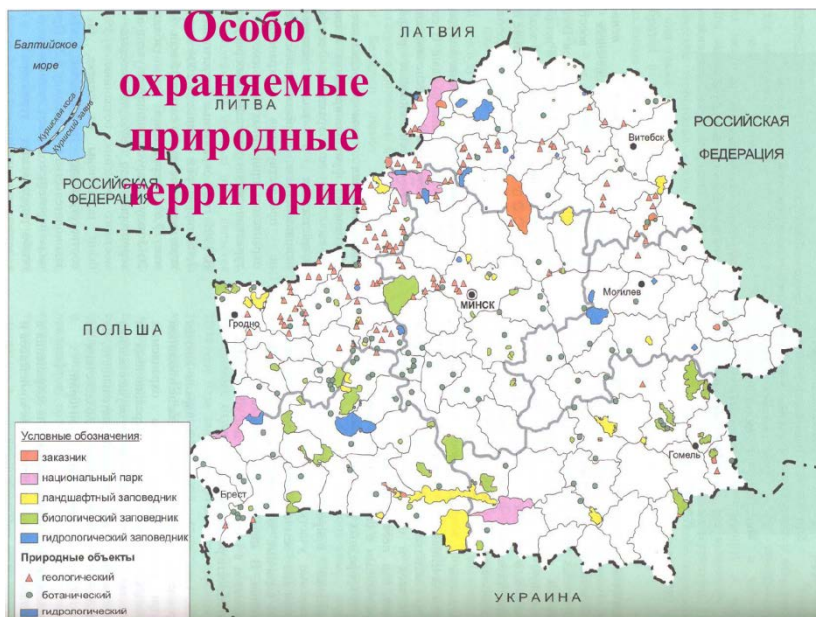 Особо
охраняемые
природные
территории
Балтийское
море
Куршская коса
Куршский залив
ЛАТВИЯ
ЛИТВА
РОССИЙСКАЯ
ФЕДЕРАЦИЯ
РОССИЙСКАЯ
ФЕДЕРАЦИЯ
ПОЛЬША
УКРАИНА
Витебск
МИНСК
Могилев
Гродно
Гомель
Брест
Условные обозначения:
заказник
национальный парк
ландшафтный заповедник
биологический заповедник
гидрологический заповедник
Природные объекты
геологический
ботанический
гидрологический